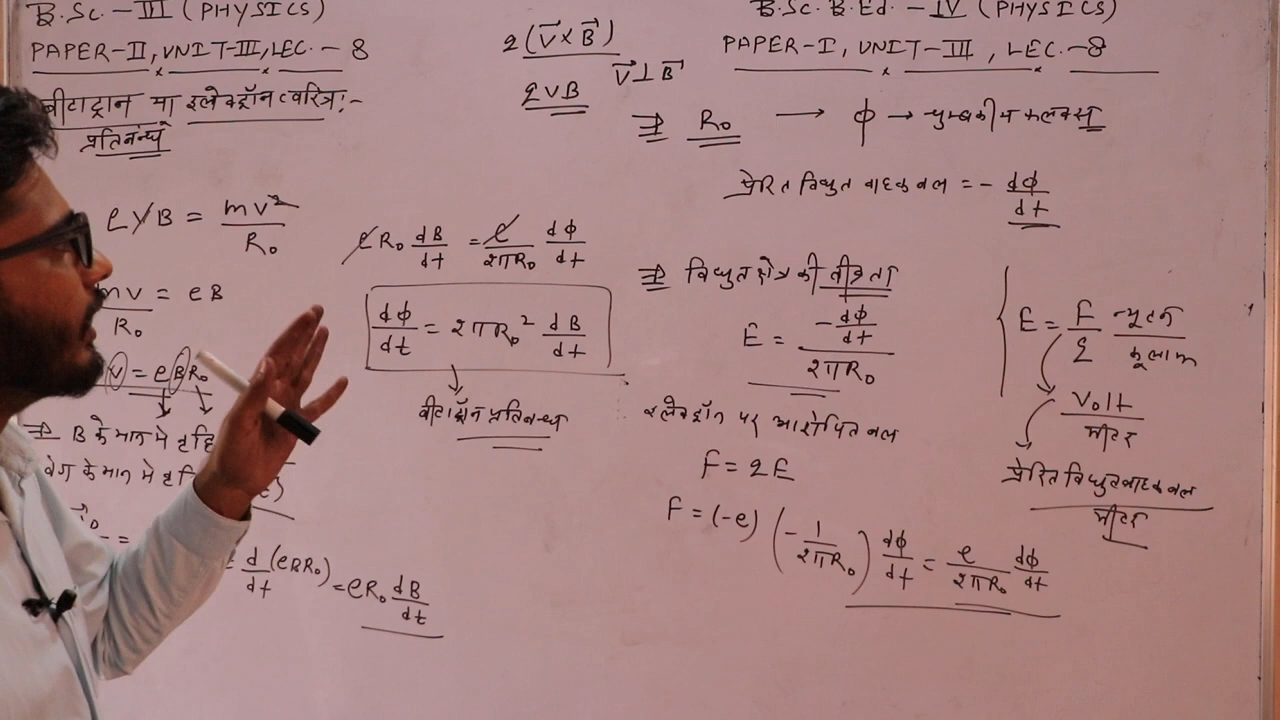 B.Sc. - III (PHYSICS)
PAPER-II, UNIT-III, LEC. - 8
बीटाट्रान या इलेक्ट्रॉन त्वरित्र:-
प्रतिबन्ध
evB = mv²/R₀
mv/R₀ = eB
v = eBR₀
⇒ B के मान में
वेग के मान में
d/dt (eBR₀) = eR₀ dB/dt
q(v⃗×B⃗)
v⃗⊥B⃗
qvB
eR₀ dB/dt = e/2πR₀ dϕ/dt
dϕ/dt = 2πR₀² dB/dt
बीटाट्रॉन प्रतिबन्ध
B.Sc. B.Ed. - IV (PHYSICS)
PAPER-I, UNIT-III, LEC. - 8
⇒ R₀ → ϕ → चुम्बकीय फ्लक्स
प्रेरित विधुत वाहक बल = - dϕ/dt
⇒ विधुत क्षेत्र की तीव्रता
E = -dϕ/dt / 2πR₀
इलेक्ट्रॉन पर आरोपित बल
F = qE
F = (-e) (-1/2πR₀) dϕ/dt = e/2πR₀ dϕ/dt
E = F/q न्यूटन/कूलाम
Volt/मीटर
प्रेरित विधुत वाहक बल/मीटर